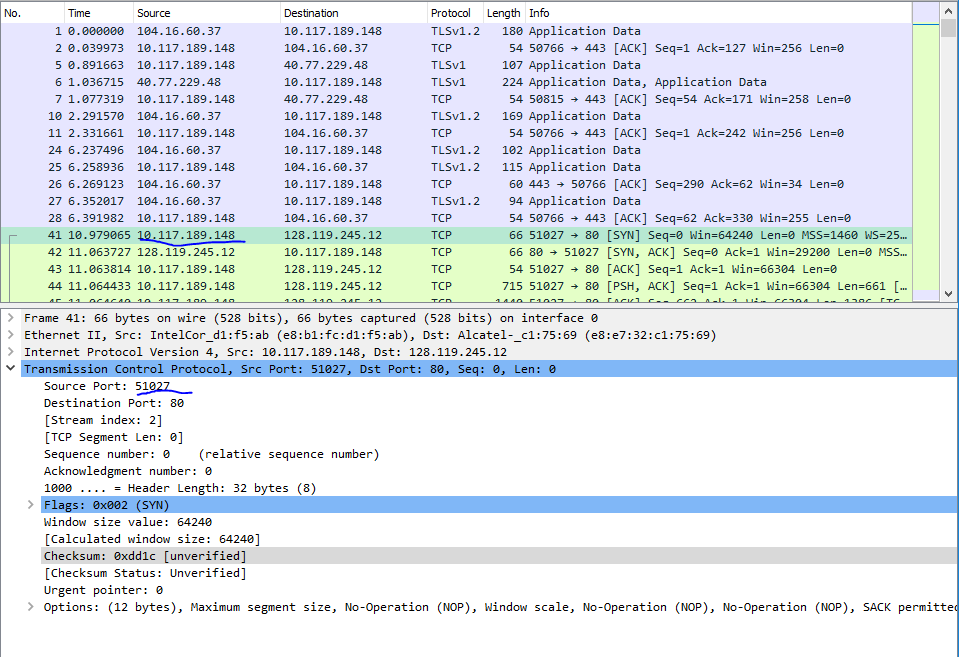 No. Time Source Destination Protocol Length Info
1 0.000000 104.16.60.37 10.117.189.148 TLSv1.2 180 Application Data
2 0.039973 10.117.189.148 104.16.60.37 TCP 54 50766 → 443 [ACK] Seq=1 Ack=127 Win=256 Len=0
5 0.891663 10.117.189.148 40.77.229.48 TLSv1 107 Application Data
6 1.036715 40.77.229.48 10.117.189.148 TLSv1 224 Application Data, Application Data
7 1.077319 10.117.189.148 40.77.229.48 TCP 54 50815 → 443 [ACK] Seq=54 Ack=171 Win=258 Len=0
10 2.291570 104.16.60.37 10.117.189.148 TLSv1.2 169 Application Data
11 2.331661 10.117.189.148 104.16.60.37 TCP 54 50766 → 443 [ACK] Seq=1 Ack=242 Win=256 Len=0
24 6.237496 10.117.189.148 104.16.60.37 TLSv1.2 102 Application Data
25 6.258936 10.117.189.148 104.16.60.37 TLSv1.2 115 Application Data
26 6.269123 104.16.60.37 10.117.189.148 TCP 60 443 → 50766 [ACK] Seq=290 Ack=62 Win=34 Len=0
27 6.352017 104.16.60.37 10.117.189.148 TLSv1.2 94 Application Data
28 6.391982 10.117.189.148 104.16.60.37 TCP 54 50766 → 443 [ACK] Seq=62 Ack=330 Win=255 Len=0
41 10.979065 10.117.189.148 128.119.245.12 TCP 66 51027 → 80 [SYN] Seq=0 Win=64240 Len=0 MSS=1460 WS=25…
42 11.063727 128.119.245.12 10.117.189.148 TCP 66 80 → 51027 [SYN, ACK] Seq=0 Ack=1 Win=29200 Len=0 MSS…
43 11.063814 10.117.189.148 128.119.245.12 TCP 54 51027 → 80 [ACK] Seq=1 Ack=1 Win=66304 Len=0
44 11.064433 10.117.189.148 128.119.245.12 TCP 715 51027 → 80 [PSH, ACK] Seq=1 Ack=1 Win=66304 Len=661 […
Frame 41: 66 bytes on wire (528 bits), 66 bytes captured (528 bits) on interface 0
Ethernet II, Src: IntelCor_d1:f5:ab (e8:b1:fc:d1:f5:ab), Dst: Alcatel-_c1:75:69 (e8:e7:32:c1:75:69)
Internet Protocol Version 4, Src: 10.117.189.148, Dst: 128.119.245.12
Transmission Control Protocol, Src Port: 51027, Dst Port: 80, Seq: 0, Len: 0
Source Port: 51027
Destination Port: 80
[Stream index: 2]
[TCP Segment Len: 0]
Sequence number: 0 (relative sequence number)
Acknowledgment number: 0
1000 .... = Header Length: 32 bytes (8)
Flags: 0x002 (SYN)
Window size value: 64240
[Calculated window size: 64240]
Checksum: 0xdd1c [unverified]
[Checksum Status: Unverified]
Urgent pointer: 0
Options: (12 bytes), Maximum segment size, No-Operation (NOP), Window scale, No-Operation (NOP), No-Operation (NOP), SACK permitted